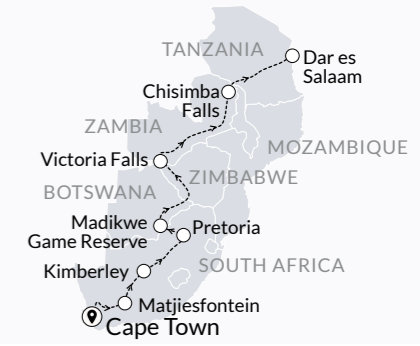 TANZANIA
Dar es
Salaam
Chisimba
Falls
ZAMBIA
MOZAMBIQUE
Victoria Falls
ZIMBABWE
BOTSWANA
Madikwe
Game Reserve
Pretoria
Kimberley
SOUTH AFRICA
Matjiesfontein
Cape Town